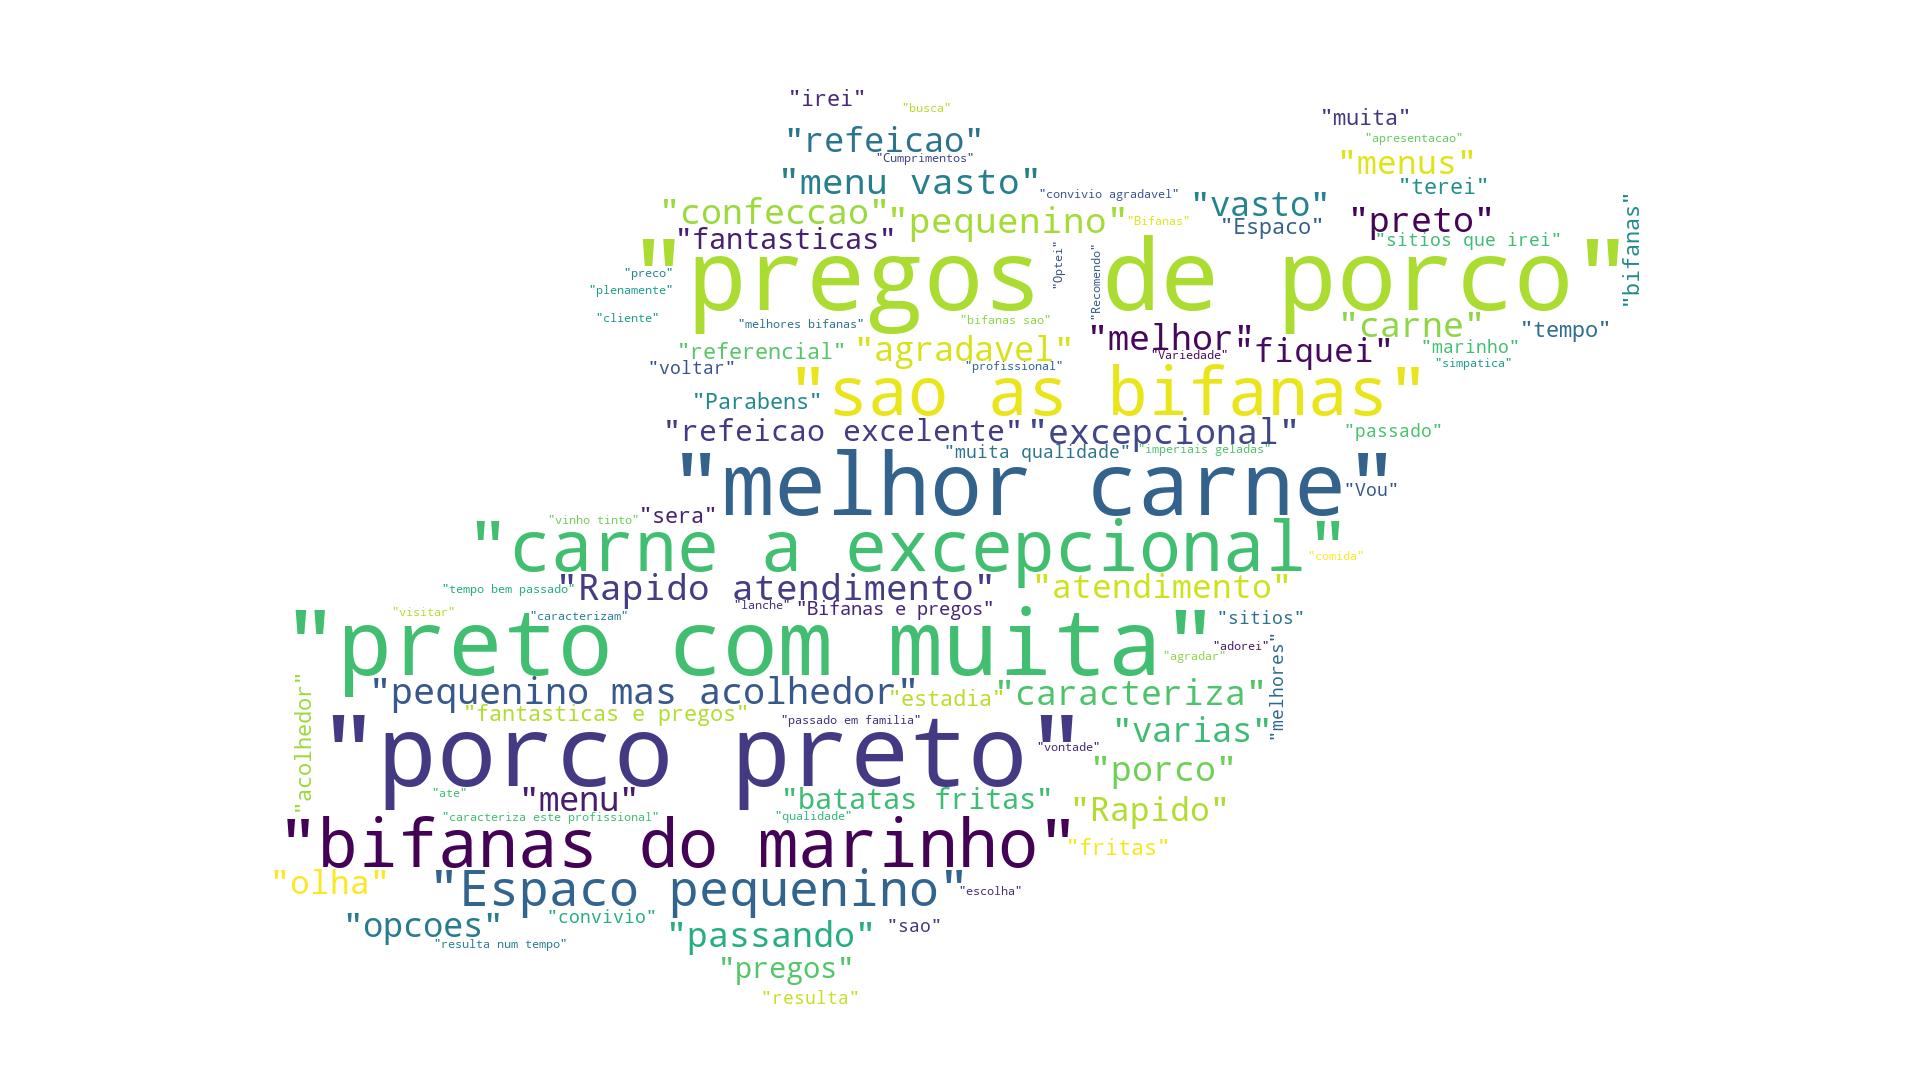 "irei"
"busca"
"muita"
"refeicao"
"apresentacao"
"Cumprimentos"
"menus"
"menu vasto"
"convivio agradavel"
"terei"
"vasto"
"confeccao"
"pequenino"
"Bifanas"
"Espaco"
"preto"
"bifanas"
"fantasticas"
"sitios que irei"
"pregos de porco"
"Optei"
"Recomendo"
"preco"
"plenamente"
"cliente"
"melhores bifanas"
"bifanas sao"
"carne"
"tempo"
"melhor"
"referencial"
"agradavel"
"Variedade"
"fiquei"
"marinho"
"simpatica"
"voltar"
"profissional"
"sao as bifanas"
"Parabens"
"refeicao excelente"
"excepcional"
"passado"
"muita qualidade"
"imperiais geladas"
"melhor carne"
"Vou"
"vinho tinto"
"sera"
"carne a excepcional"
"comida"
"tempo bem passado"
"Rapido atendimento"
"atendimento"
"visitar"
"caracterizam"
"lanche"
"Bifanas e pregos"
"sitios"
"preto com muita"
"adorei"
"agradar"
"melhores"
"acolhedor"
"pequenino mas acolhedor"
"estadia"
"caracteriza"
"fantasticas e pregos"
"passado em familia"
"varias"
"porco preto"
"vontade"
"porco"
"ate"
"menu"
"batatas fritas"
"Rapido"
"caracteriza este profissional"
"qualidade"
"bifanas do marinho"
"fritas"
"olha"
"Espaco pequenino"
"escolha"
"opcoes"
"convivio"
"passando"
"sao"
"resulta num tempo"
"pregos"
"resulta"